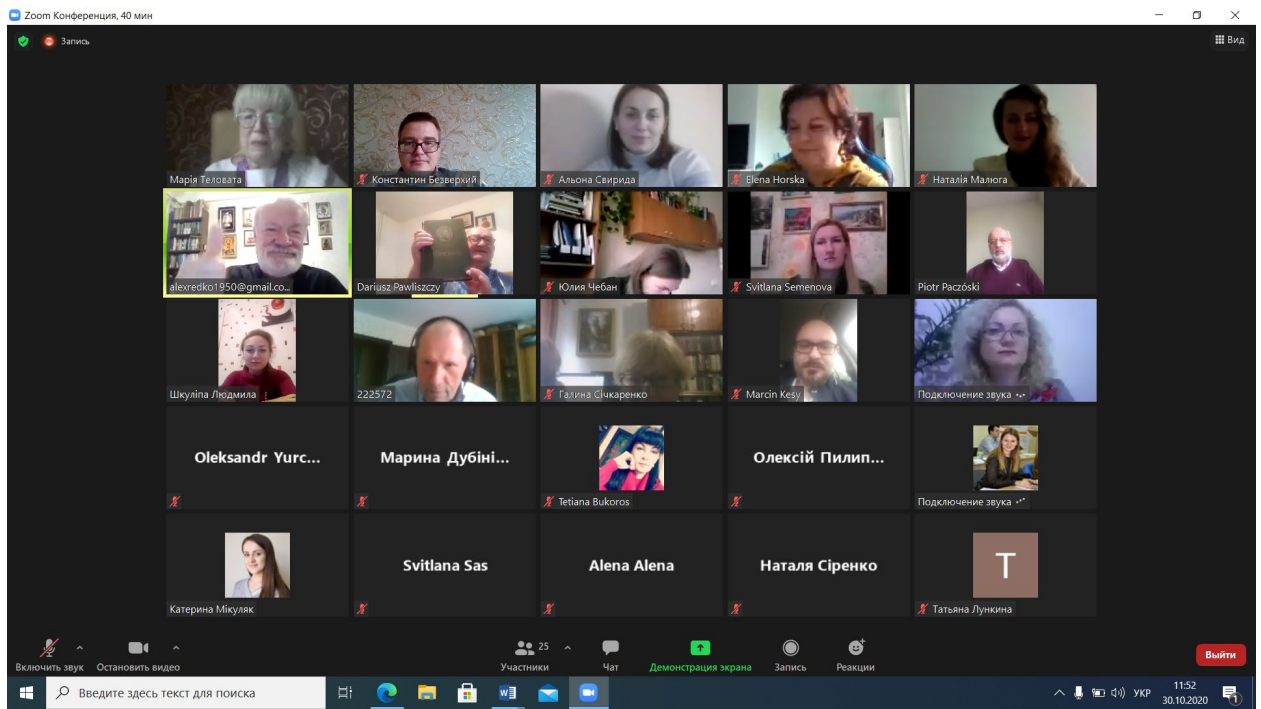 Zoom Конференция, 40 мин
Запись
Вид
Марія Теловата
Константин Безверхий
Альона Свирида
Elena Horska
Наталія Малюга
alexredko1950@gmail.co...
Dariusz Pawliszczy
Юлия Чебан
Svitlana Semenova
Piotr Paczóski
Шкуліпа Людмила
222572
Галина Січкаренко
Marcin Kesy
Подключение звука
Oleksandr Yurc...
Марина Дубіні...
Tetiana Bukoros
Олексій Пилип...
Подключение звука
Катерина Мікуляк
Svitlana Sas
Alena Alena
Наталя Сіренко
T
Татьяна Лункина
Включить звук
Остановить видео
25
Участники
Чат
Демонстрация экрана
Запись
Реакции
Выйти
Введите здесь текст для поиска
УКР
11:52
30.10.2020
1